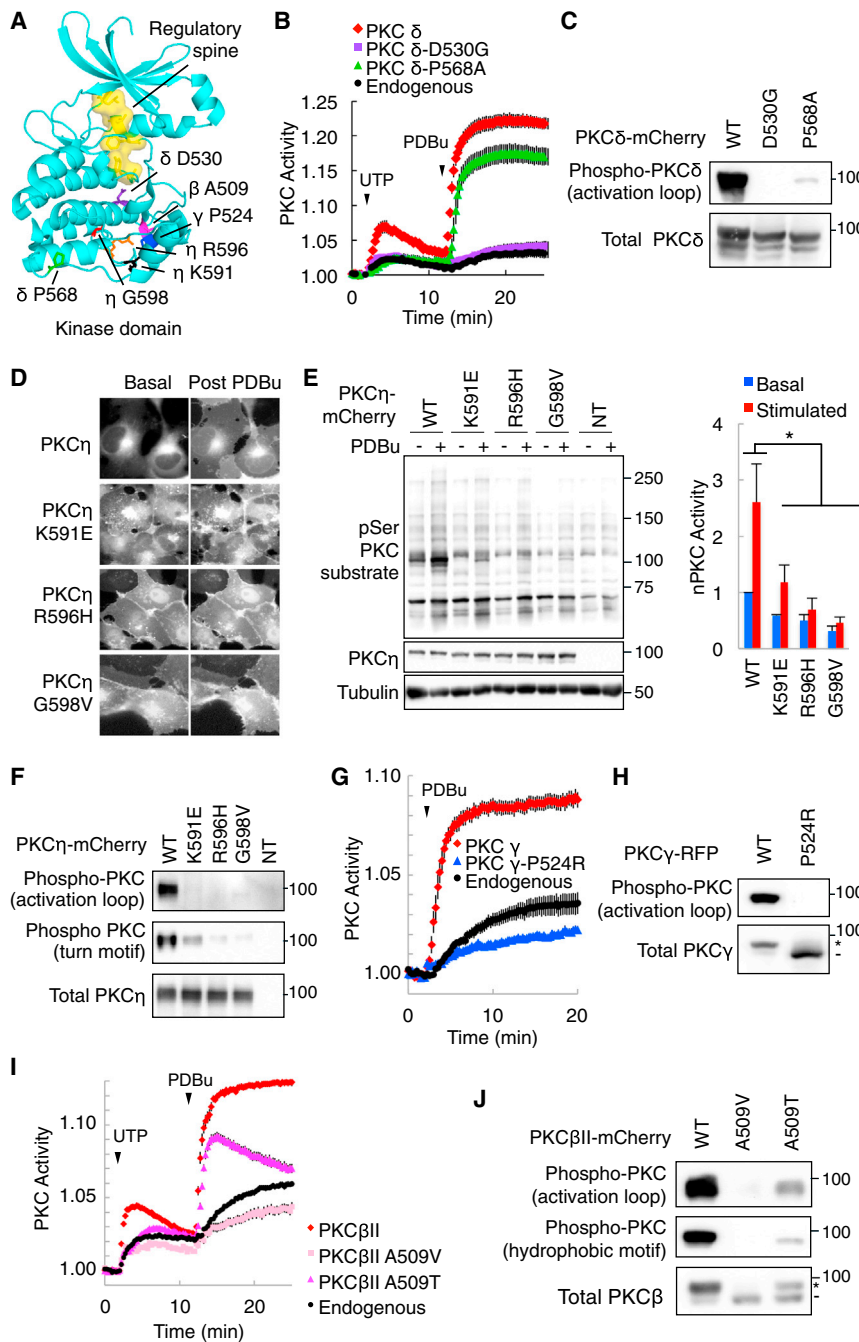 A
Regulatory
spine
δ D530
β A509
γ P524
η R596
η K591
η G598
δ P568
Kinase domain
B
PKC δ
PKC δ-D530G
PKC δ-P568A
Endogenous
PKC Activity
1.25
1.20
1.15
1.10
1.05
1.00
UTP
PDBu
0 10 20
Time (min)
C
PKCδ-mCherry
WT
D530G
P568A
Phospho-PKCδ
(activation loop)
100
Total PKCδ
100
D
Basal Post PDBu
PKCη
PKCη
K591E
PKCη
R596H
PKCη
G598V
E
PKCη-
mCherry
WT
K591E
R596H
G598V
NT
PDBu - + - + - + - + - +
pSer
PKC
substrate
250
150
100
75
PKCη
100
Tubulin
50
Basal
Stimulated
nPKC Activity
4
3
2
1
0
*
WT
K591E
R596H
G598V
F
PKCη-mCherry
WT
K591E
R596H
G598V
NT
Phospho-PKC
(activation loop)
100
Phospho PKC
(turn motif)
100
Total PKCη
100
G
PKC Activity
1.10
1.05
1.00
PDBu
PKC γ
PKC γ-P524R
Endogenous
0 10 20
Time (min)
H
PKCγ-RFP
WT
P524R
Phospho-PKC
(activation loop)
100
Total PKCγ
100
*
-
I
PKC Activity
1.10
1.05
1.00
UTP
PDBu
0 10 20
Time (min)
PKCβII
PKCβII A509V
PKCβII A509T
Endogenous
J
PKCβII-mCherry
WT
A509V
A509T
Phospho-PKC
(activation loop)
100
Phospho-PKC
(hydrophobic motif)
100
Total PKCβ
100
*
-